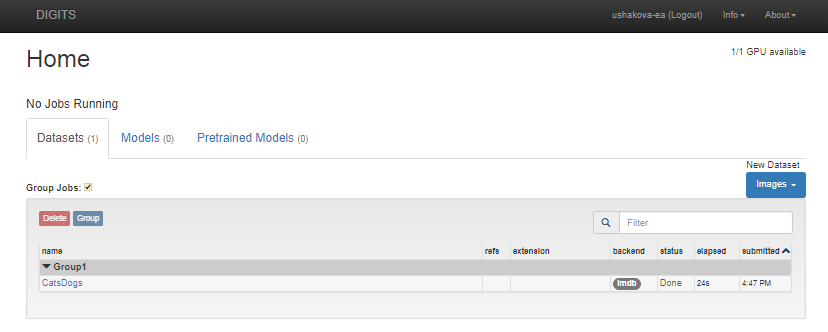 DIGITS ushakova-ea (Logout) Info About
Home 1/1 GPU available
No Jobs Running
Datasets (1) Models (0) Pretrained Models (0)
New Dataset
Group Jobs: Images
Delete Group Filter
name refs extension backend status elapsed submitted
Group1
CatsDogs lmdb Done 24s 4:47 PM